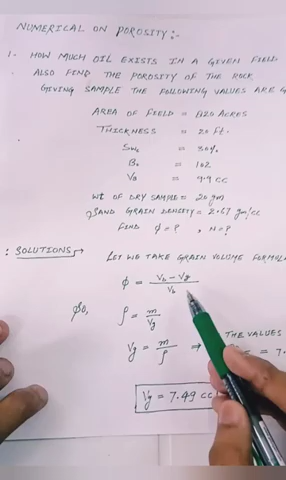 NUMERICAL ON POROSITY:-
1. HOW MUCH OIL EXISTS IN A GIVEN FIELD.
ALSO FIND THE POROSITY OF THE ROCK
GIVING SAMPLE THE FOLLOWING VALUES ARE G
AREA OF FIELD = ACRES
THICKNESS = 20 Ft.
Swi = 30%
Bo = 1.02
VB = 9.9 cc
Wt OF DRY SAMPLE = 20 gm
SAND GRAIN DENSITY = 2.67 gm/cc
FIND ϕ = ?, N = ?
: SOLUTIONS → LET WE TAKE GRAIN VOLUME FORMUL
ϕ = Vb - Vg / Vb
So, ρ = m / Vg
THE VALUES
Vg = m / ρ ⇒ = 7.
Vg = 7.49 cc